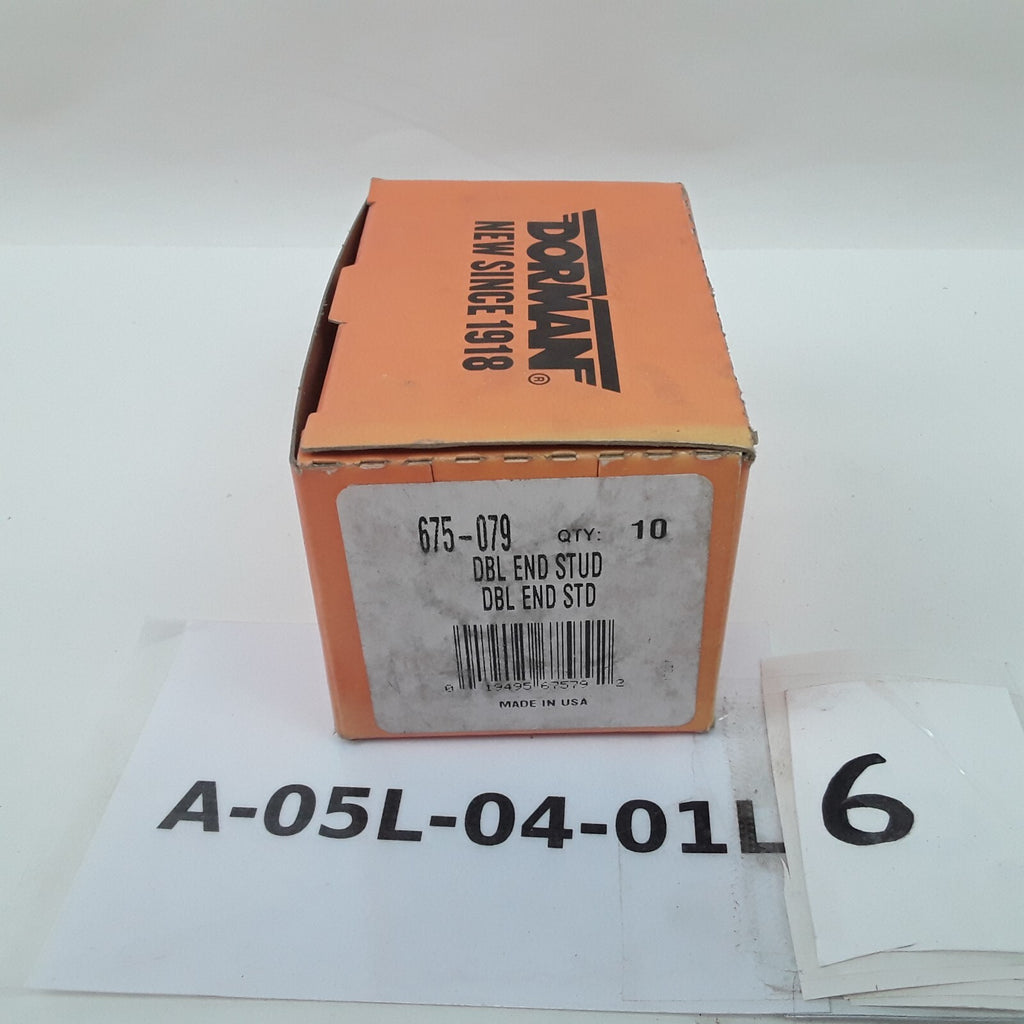 DORMAN®
NEW SINCE 1918
675-079 QTY: 10
DBL END STUD
DBL END STD
0 19495 67579 2
MADE IN USA
A-05L-04-01L
6